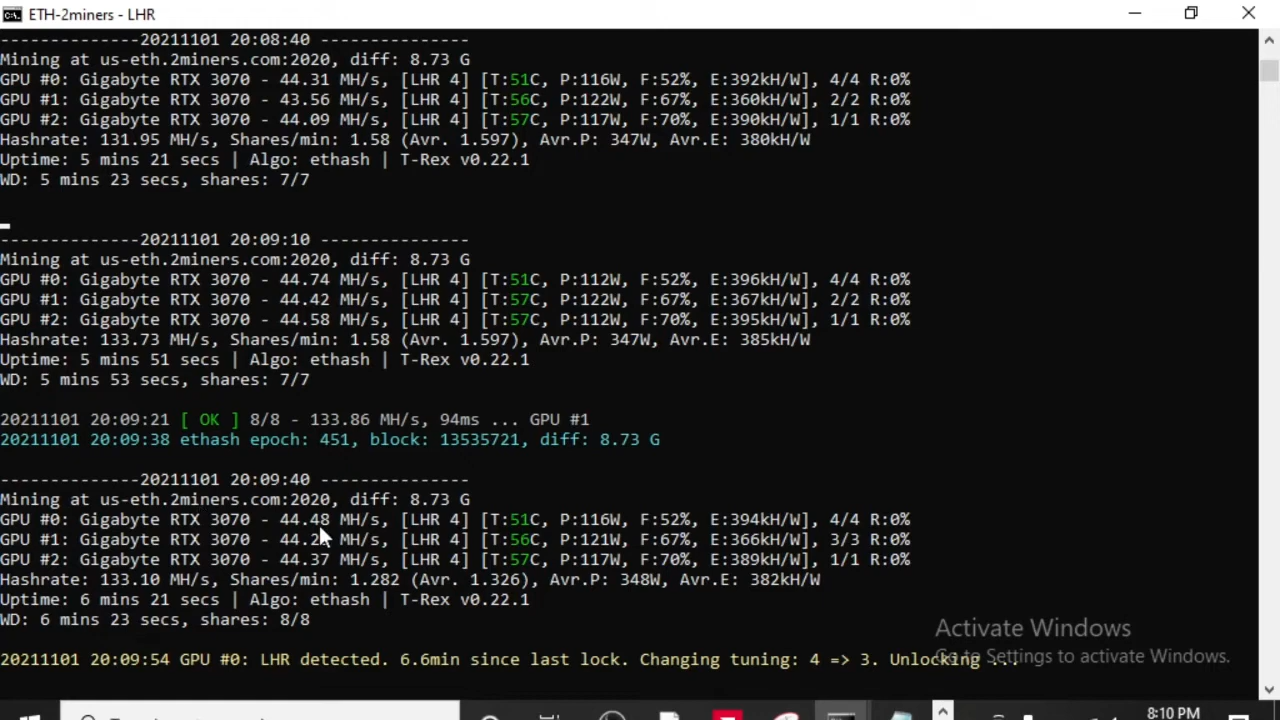 ETH-2miners - LHR
--------------20211101 20:08:40 ---------------
Mining at us-eth.2miners.com:2020, diff: 8.73 G
GPU #0: Gigabyte RTX 3070 - 44.31 MH/s, [LHR 4] [T:51C, P:116W, F:52%, E:392kH/W], 4/4 R:0%
GPU #1: Gigabyte RTX 3070 - 43.56 MH/s, [LHR 4] [T:56C, P:122W, F:67%, E:360kH/W], 2/2 R:0%
GPU #2: Gigabyte RTX 3070 - 44.09 MH/s, [LHR 4] [T:57C, P:117W, F:70%, E:390kH/W], 1/1 R:0%
Hashrate: 131.95 MH/s, Shares/min: 1.58 (Avr. 1.597), Avr.P: 347W, Avr.E: 380kH/W
Uptime: 5 mins 21 secs | Algo: ethash | T-Rex v0.22.1
WD: 5 mins 23 secs, shares: 7/7
--------------20211101 20:09:10 ---------------
Mining at us-eth.2miners.com:2020, diff: 8.73 G
GPU #0: Gigabyte RTX 3070 - 44.74 MH/s, [LHR 4] [T:51C, P:112W, F:52%, E:396kH/W], 4/4 R:0%
GPU #1: Gigabyte RTX 3070 - 44.42 MH/s, [LHR 4] [T:57C, P:122W, F:67%, E:367kH/W], 2/2 R:0%
GPU #2: Gigabyte RTX 3070 - 44.58 MH/s, [LHR 4] [T:57C, P:112W, F:70%, E:395kH/W], 1/1 R:0%
Hashrate: 133.73 MH/s, Shares/min: 1.58 (Avr. 1.597), Avr.P: 347W, Avr.E: 385kH/W
Uptime: 5 mins 51 secs | Algo: ethash | T-Rex v0.22.1
WD: 5 mins 53 secs, shares: 7/7
20211101 20:09:21 [ OK ] 8/8 - 133.86 MH/s, 94ms ... GPU #1
20211101 20:09:38 ethash epoch: 451, block: 13535721, diff: 8.73 G
--------------20211101 20:09:40 ---------------
Mining at us-eth.2miners.com:2020, diff: 8.73 G
GPU #0: Gigabyte RTX 3070 - 44.48 MH/s, [LHR 4] [T:51C, P:116W, F:52%, E:394kH/W], 4/4 R:0%
GPU #1: Gigabyte RTX 3070 - MH/s, [LHR 4] [T:56C, P:121W, F:67%, E:366kH/W], 3/3 R:0%
GPU #2: Gigabyte RTX 3070 - 44.37 MH/s, [LHR 4] [T:57C, P:117W, F:70%, E:389kH/W], 1/1 R:0%
Hashrate: 133.10 MH/s, Shares/min: 1.282 (Avr. 1.326), Avr.P: 348W, Avr.E: 382kH/W
Uptime: 6 mins 21 secs | Algo: ethash | T-Rex v0.22.1
WD: 6 mins 23 secs, shares: 8/8
Activate Windows
Go to Settings to activate Windows.
20211101 20:09:54 GPU #0: LHR detected. 6.6min since last lock. Changing tuning: 4 => 3. Unlocking ...
8:10 PM